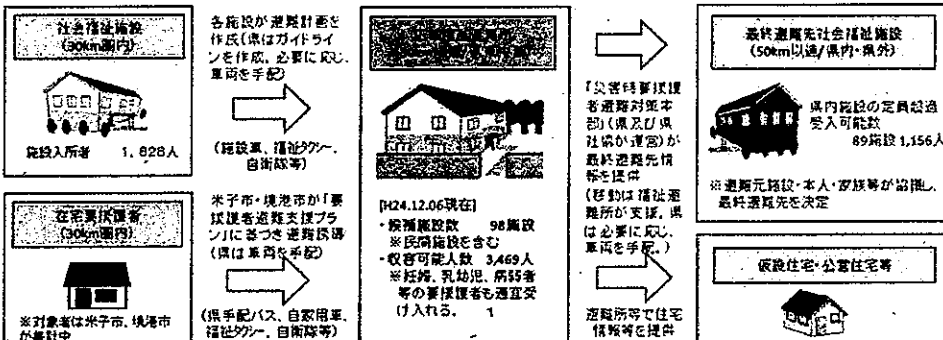 社会福祉施設
(30km圏内)
施設入所者 1,828人
在宅要援護者
(30km圏内)
※対象者は米子市、境港市
が集計中
各施設が避難計画を
作成(県はガイドライ
ンを作成、必要に応じ、
車両を手配)
(施設車、福祉タクシー、
自衛隊等)
米子市・境港市が「要
援護者避難支援プラ
ン」に基づき避難誘導
(県は車両を手配)
(県手配バス、自家用車、
福祉タクシー、自衛隊等)
[H24.12.06現在]
・候補施設数 98施設
※民間施設を含む
・収容可能人数 3,469人
※妊婦、乳幼児、病弱者
等の要援護者も適宜受
け入れる。 1
「災害時要援護
者避難対策本
部」(県及び県
社協が運営)が
最終避難先情
報を提供
(移動は福祉避
難所が支援、県
は必要に応じ、
車両を手配。)
避難所等で住宅
情報等を提供
最終避難先社会福祉施設
(50km以遠/県内・県外)
県内施設の定員超過
受入可能数
89施設 1,156人
※避難元施設・本人・家族等が協議し、
最終避難先を決定
仮設住宅・公営住宅等